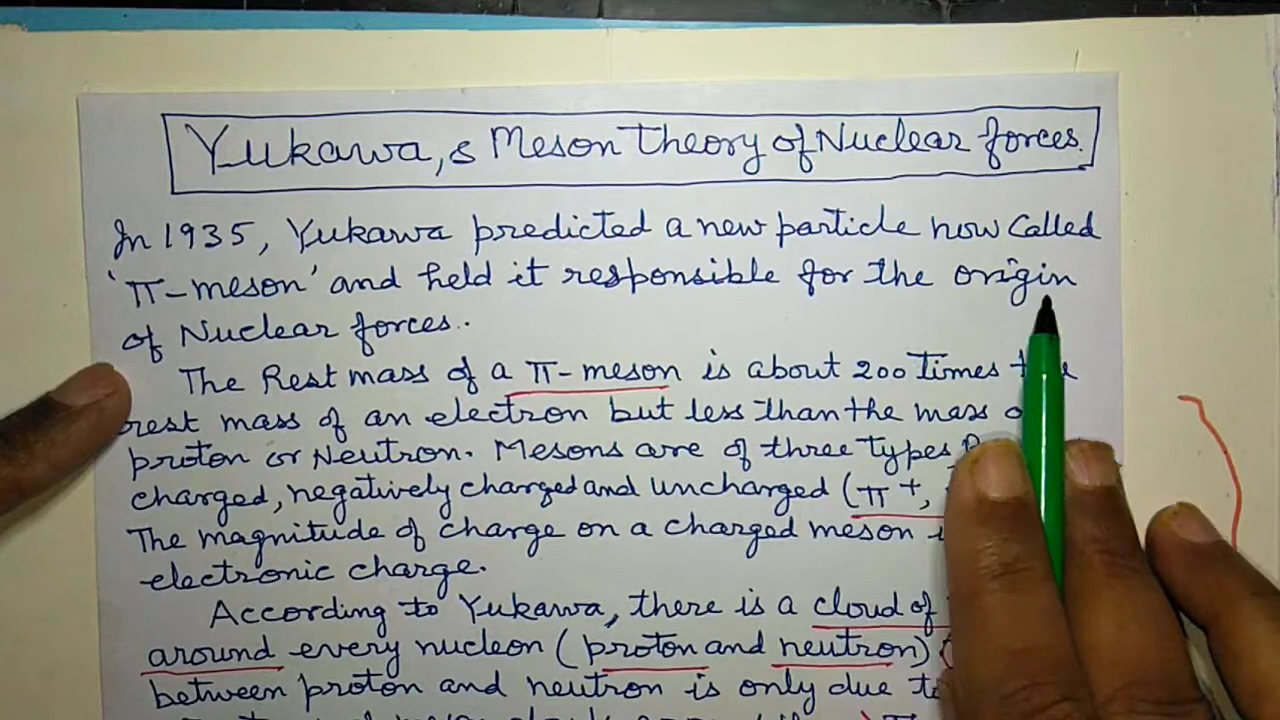 Yukawa,s Meson Theory of Nuclear forces.
In 1935, Yukawa predicted a new particle now Called
'π-meson' and held it responsible for the origin
of Nuclear forces..
The Rest mass of a π-meson is about 200 Times
rest mass of an electron but less than the mass
proton or Neutron. Mesons are of three types
charged, negatively charged and uncharged (π+,
The magnitude of charge on a charged meson
electronic charge.
According to Yukawa, there is a cloud of
around every nucleon (proton and neutron)
between proton and neutron is only due to